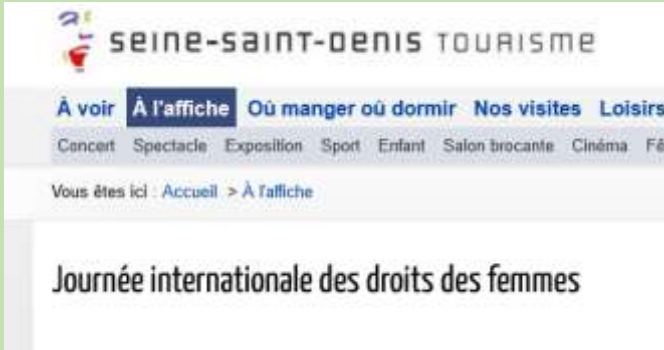 seine-saint-denis TOURISME
À voir À l'affiche Où manger où dormir Nos visites Loisirs
Concert Spectacle Exposition Sport Enfant Salon brocante Cinéma Fê
Vous êtes ici : Accueil > À l'affiche
Journée internationale des droits des femmes